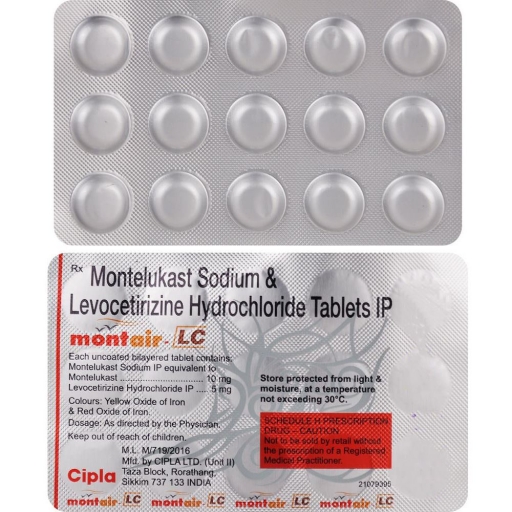 Rx Montelukast Sodium &
Levocetirizine Hydrochloride Tablets IP
montair-LC
Each uncoated bilayered tablet contains:
Montelukast Sodium IP equivalent to
Montelukast .......................... 10 mg
Levocetirizine Hydrochloride IP ..... 5 mg
Colours: Yellow Oxide of Iron
& Red Oxide of Iron.
Dosage: As directed by the Physician.
Keep out of reach of children.
M.L. M/719/2016
Mfd. by CIPLA LTD. (Unit II)
Taza Block, Rorathang,
Sikkim 737 133 INDIA
Cipla
Store protected from light &
moisture, at a temperature
not exceeding 30°C.
SCHEDULE H PRESCRIPTION
DRUG – CAUTION
Not to be sold by retail without
the prescription of a Registered
Medical Practitioner.
21079395
montair-LC montair-LC montair-LC montair-LC